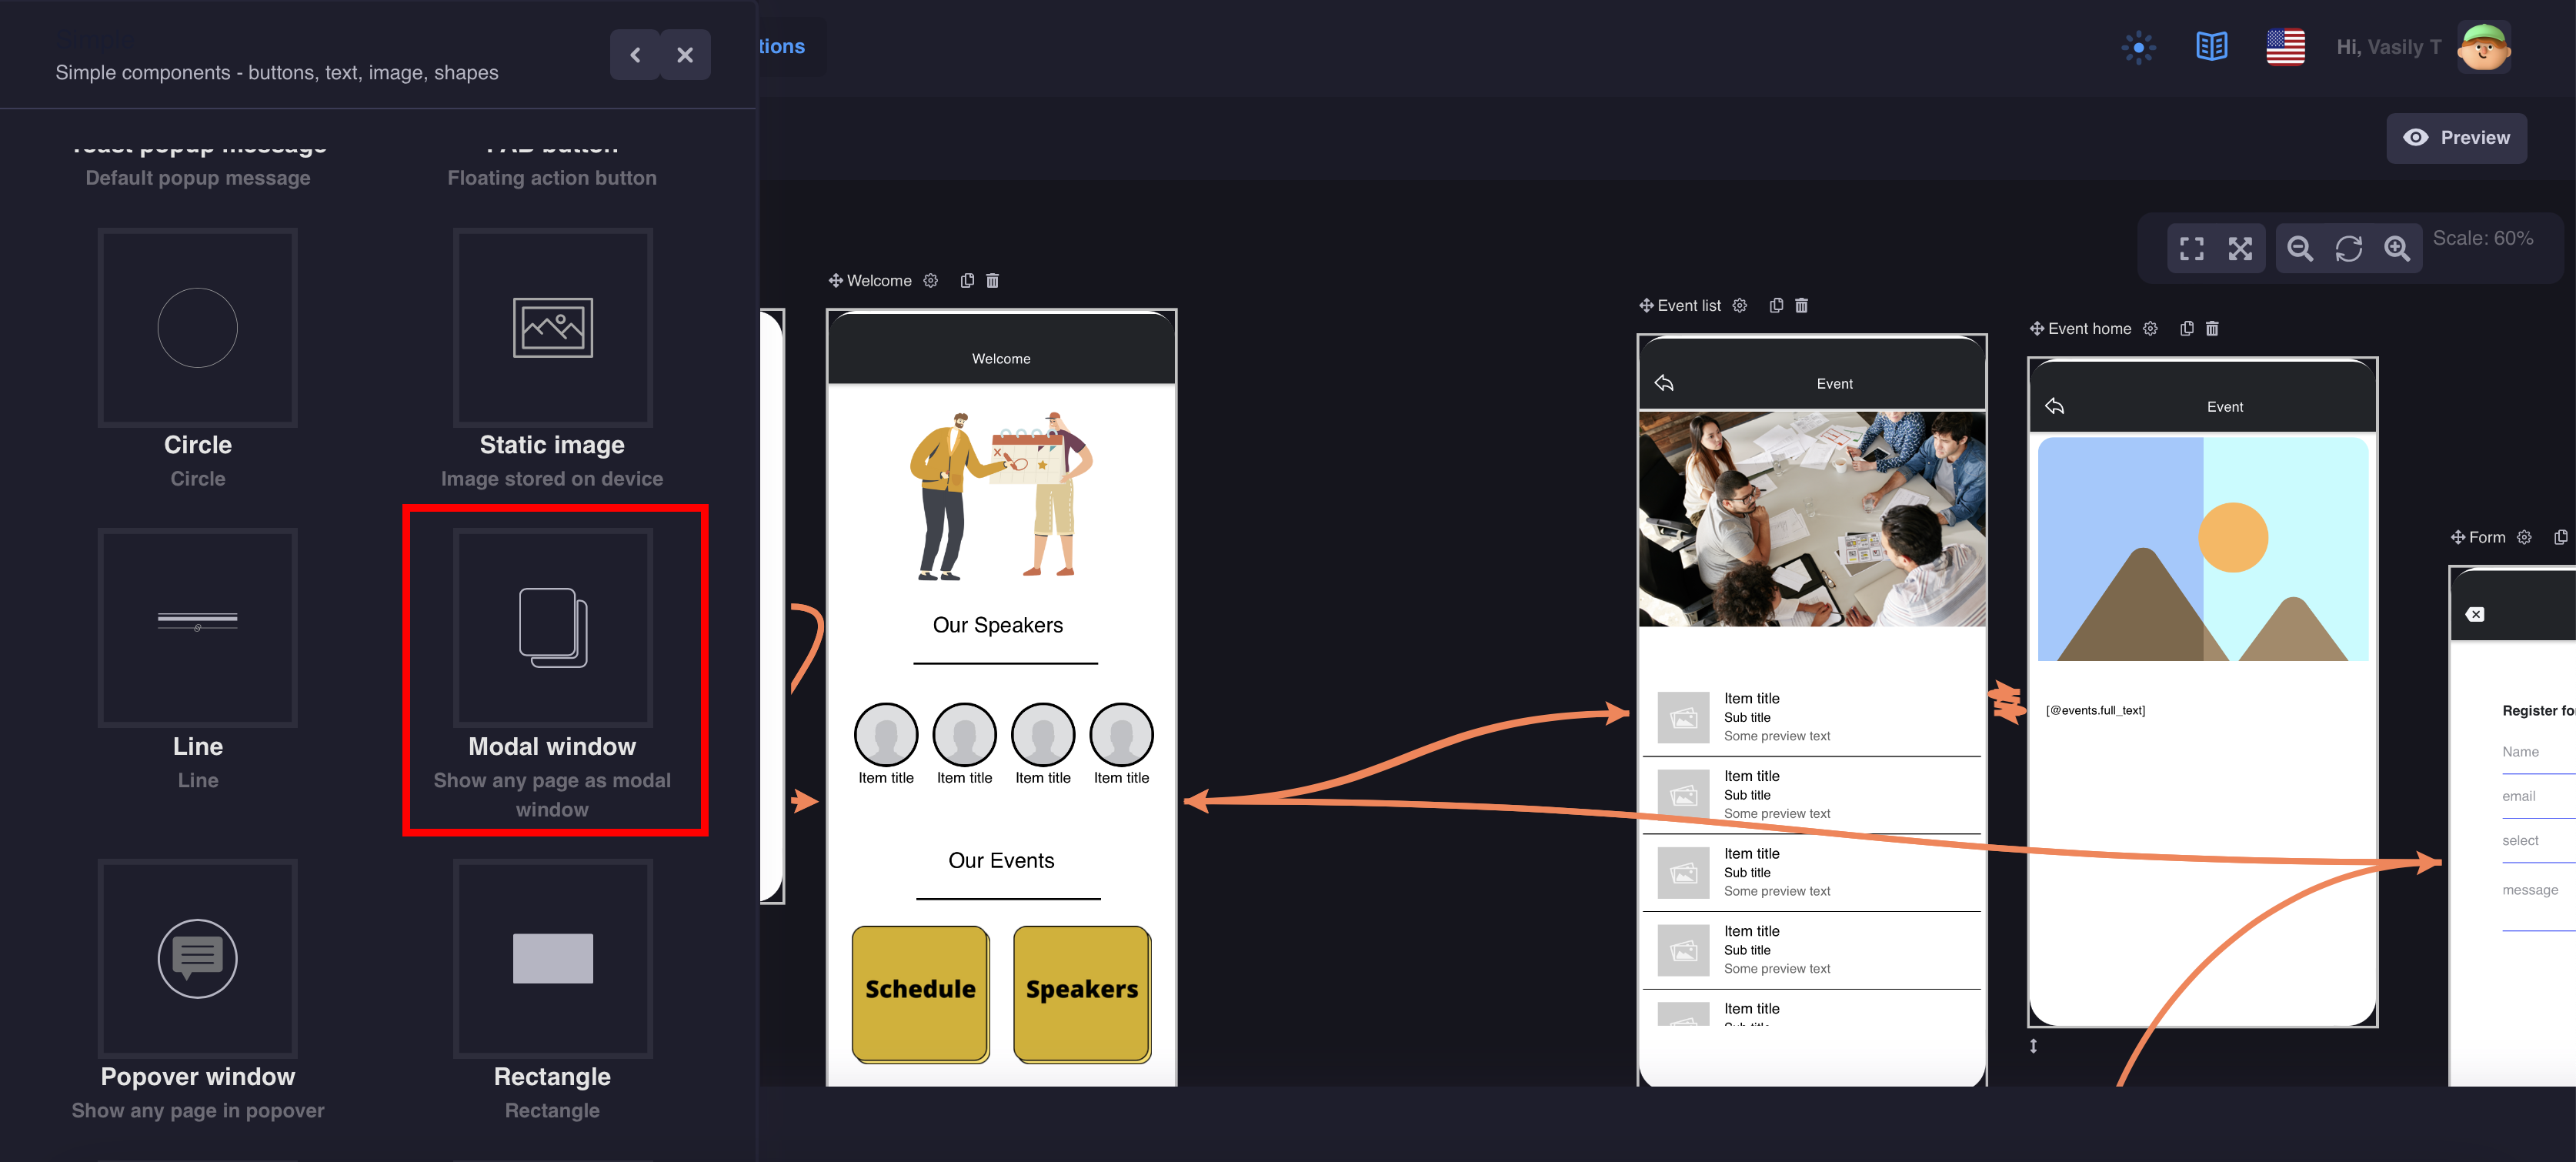 Simple
Simple components - buttons, text, image, shapes
tions
Hi, Vasily T
Preview
Toast popup message
FAB button
Default popup message
Floating action button
Scale: 60%
Circle
Circle
Static image
Image stored on device
Line
Line
Modal window
Show any page as modal
window
Popover window
Show any page in popover
Rectangle
Rectangle
Welcome
Welcome
Our Speakers
Item title
Item title
Item title
Item title
Our Events
Schedule
Speakers
Event list
Event
Item title
Sub title
Some preview text
Item title
Sub title
Some preview text
Item title
Sub title
Some preview text
Item title
Sub title
Some preview text
Item title
Event home
Event
[@events.full_text]
Form
Register fo
Name
email
select
message